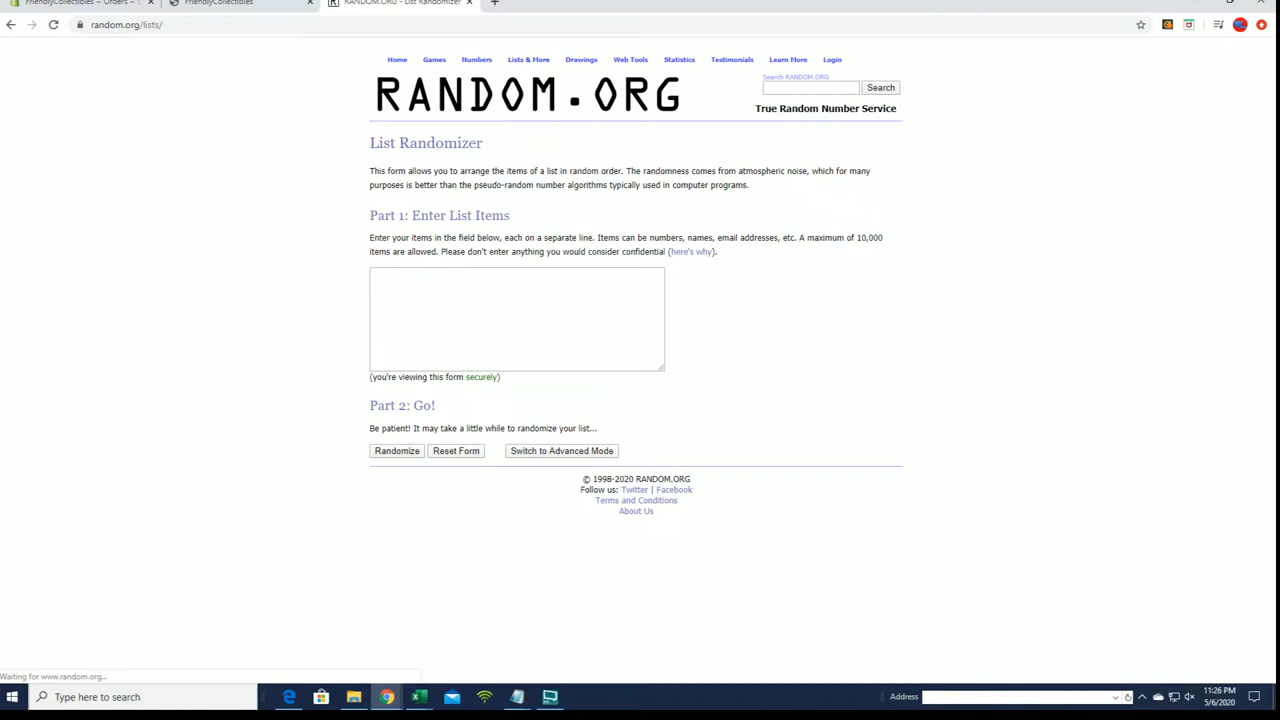 FriendlyCollectibles ~ Orders ~ S
FriendlyCollectibles
RANDOM.ORG - List Randomizer
random.org/lists/
Home Games Numbers Lists & More Drawings Web Tools Statistics Testimonials Learn More Login
RANDOM.ORG
Search RANDOM.ORG
Search
True Random Number Service
List Randomizer
This form allows you to arrange the items of a list in random order. The randomness comes from atmospheric noise, which for many
purposes is better than the pseudo-random number algorithms typically used in computer programs.
Part 1: Enter List Items
Enter your items in the field below, each on a separate line. Items can be numbers, names, email addresses, etc. A maximum of 10,000
items are allowed. Please don't enter anything you would consider confidential (here's why).
(you're viewing this form securely)
Part 2: Go!
Be patient! It may take a little while to randomize your list...
Randomize Reset Form Switch to Advanced Mode
© 1998-2020 RANDOM.ORG
Follow us: Twitter | Facebook
Terms and Conditions
About Us
Waiting for www.random.org...
Type here to search
Address
11:26 PM
5/6/2020